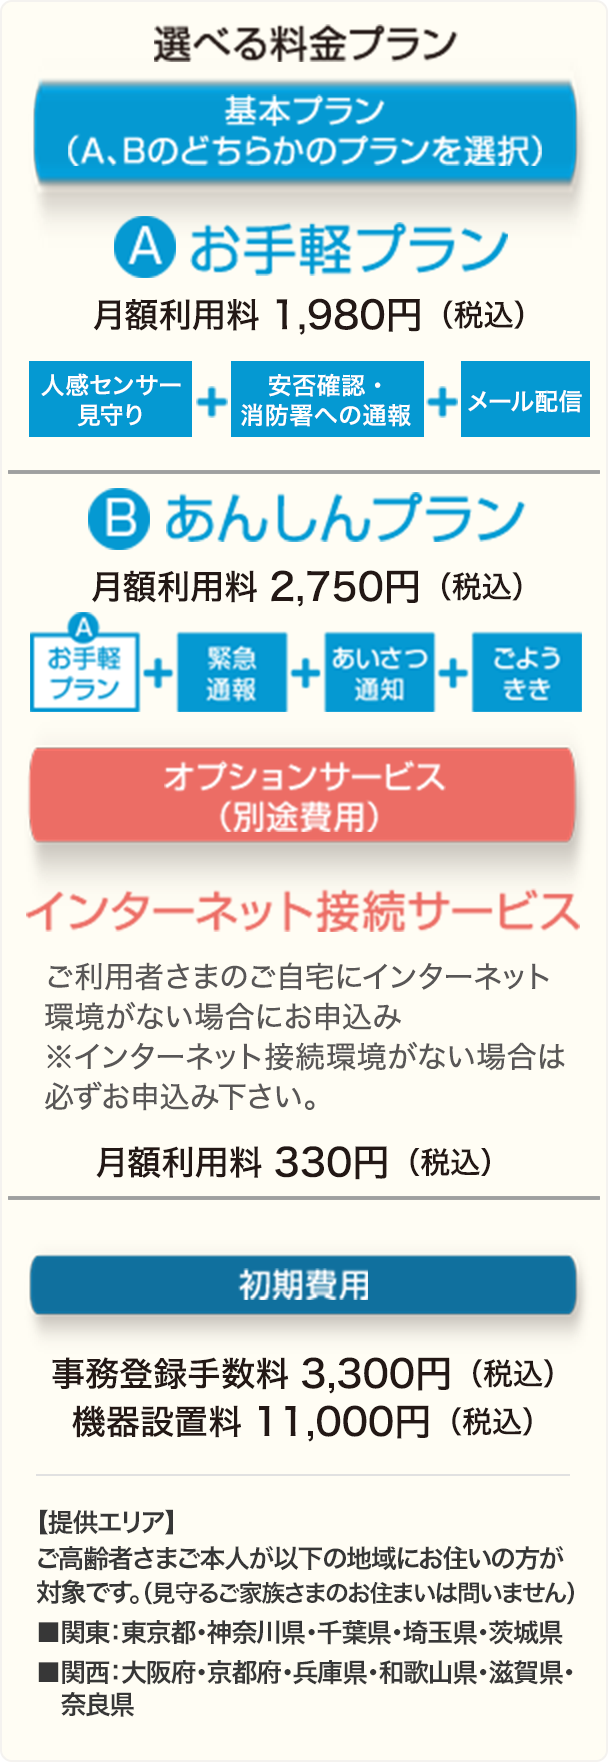 選べる料金プラン
基本プラン
（A、Bのどちらかのプランを選択）
A お手軽プラン
月額利用料 1,980円（税込）
人感センサー
見守り
+
安否確認・
消防署への通報
+
メール配信
B あんしんプラン
月額利用料 2,750円（税込）
A
お手軽
プラン
+
緊急
通報
+
あいさつ
通知
+
ごよう
きき
オプションサービス
（別途費用）
インターネット接続サービス
ご利用者さまのご自宅にインターネット
環境がない場合にお申込み
※インターネット接続環境がない場合は
必ずお申込み下さい。
月額利用料 330円（税込）
初期費用
事務登録手数料 3,300円（税込）
機器設置料 11,000円（税込）
【提供エリア】
ご高齢者さまご本人が以下の地域にお住いの方が
対象です。（見守るご家族さまのお住まいは問いません）
■関東：東京都・神奈川県・千葉県・埼玉県・茨城県
■関西：大阪府・京都府・兵庫県・和歌山県・滋賀県・
奈良県